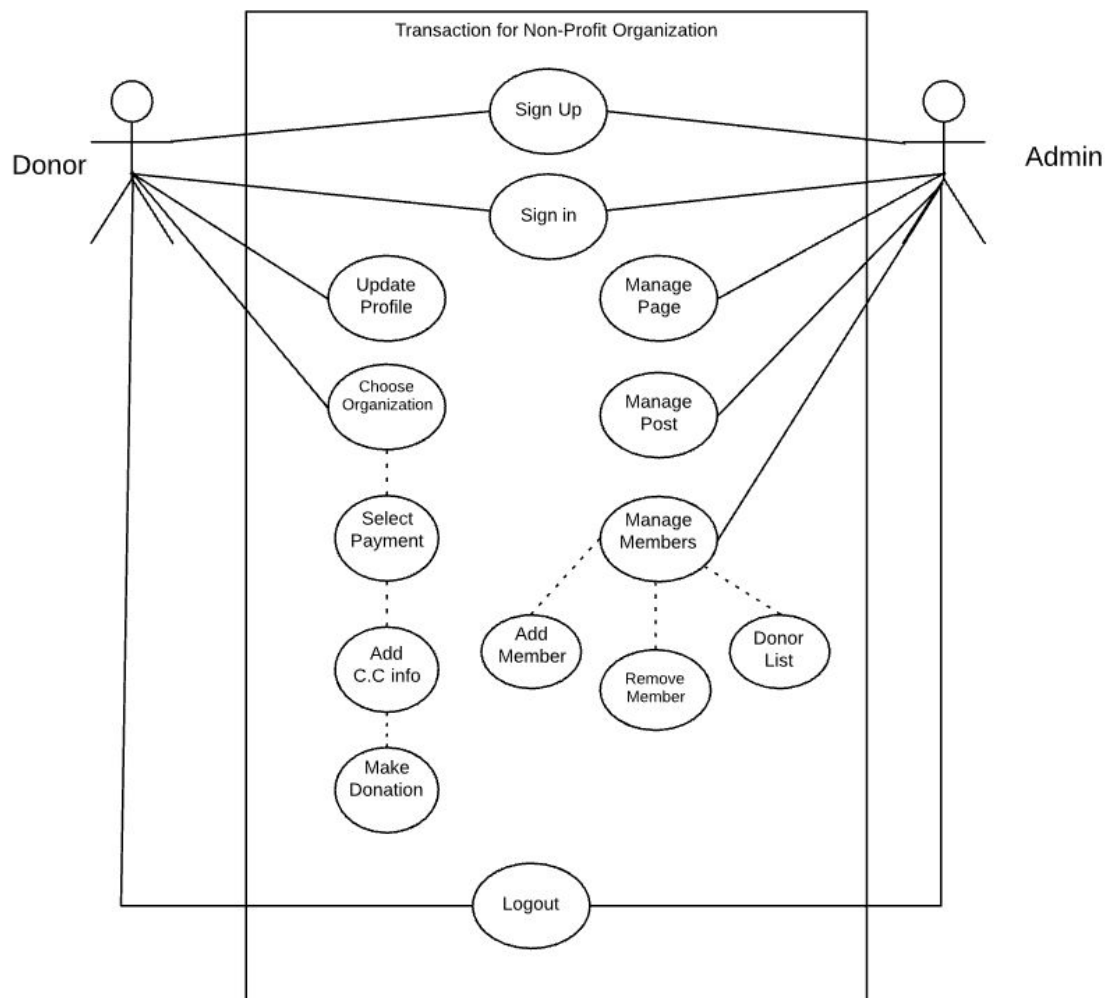 Transaction for Non-Profit Organization
Sign Up
Donor
Admin
Sign in
Update
Profile
Manage
Page
Choose
Organization
Manage
Post
Select
Payment
Manage
Members
Add
C.C info
Add
Member
Remove
Member
Donor
List
Make
Donation
Logout